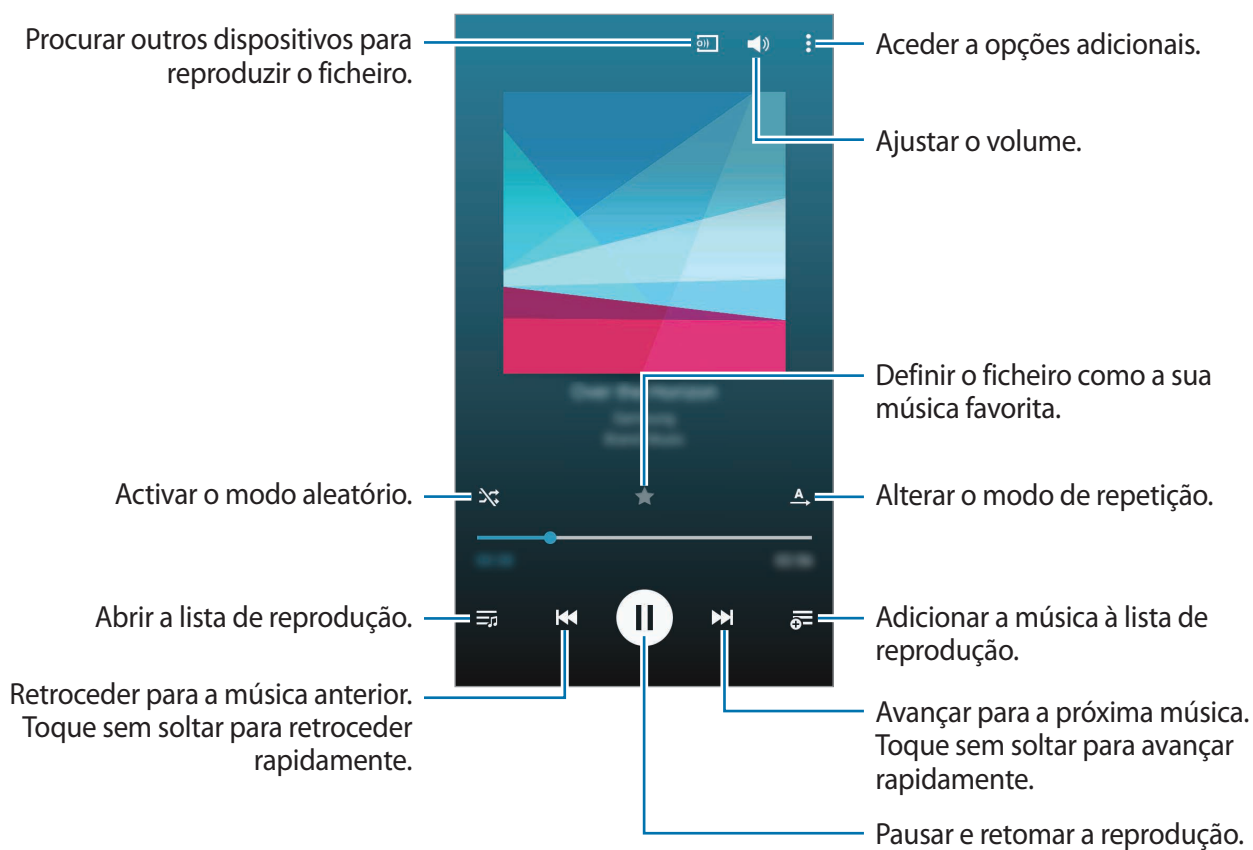 Procurar outros dispositivos para
reproduzir o ficheiro.
Aceder a opções adicionais.
Ajustar o volume.
Definir o ficheiro como a sua
música favorita.
Activar o modo aleatório.
A
Alterar o modo de repetição.
Abrir a lista de reprodução.
Adicionar a música à lista de
reprodução.
Retroceder para a música anterior.
Toque sem soltar para retroceder
rapidamente.
Avançar para a próxima música.
Toque sem soltar para avançar
rapidamente.
Pausar e retomar a reprodução.